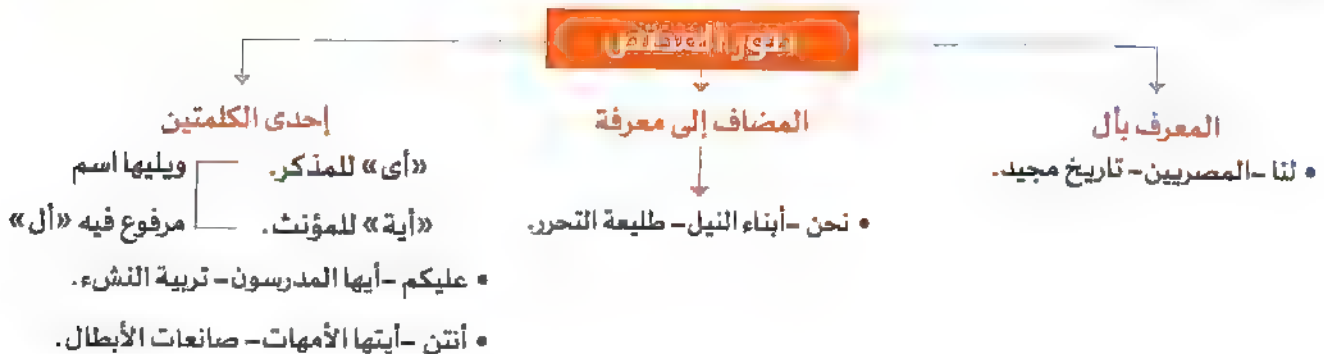 المعرف بأل
• لنا -المصريين- تاريخ مجيد.
المضاف إلى معرفة
• نحن -أبناء النيل- طليعة التحرر.
إحدى الكلمتين
«أى» للمذكر.
«أية» للمؤنث.
ويليها اسم
مرفوع فيه «أل»
• عليكم -أيها المدرسون- تربية النشء.
• أنتن -أيتها الأمهات- صانعات الأبطال.